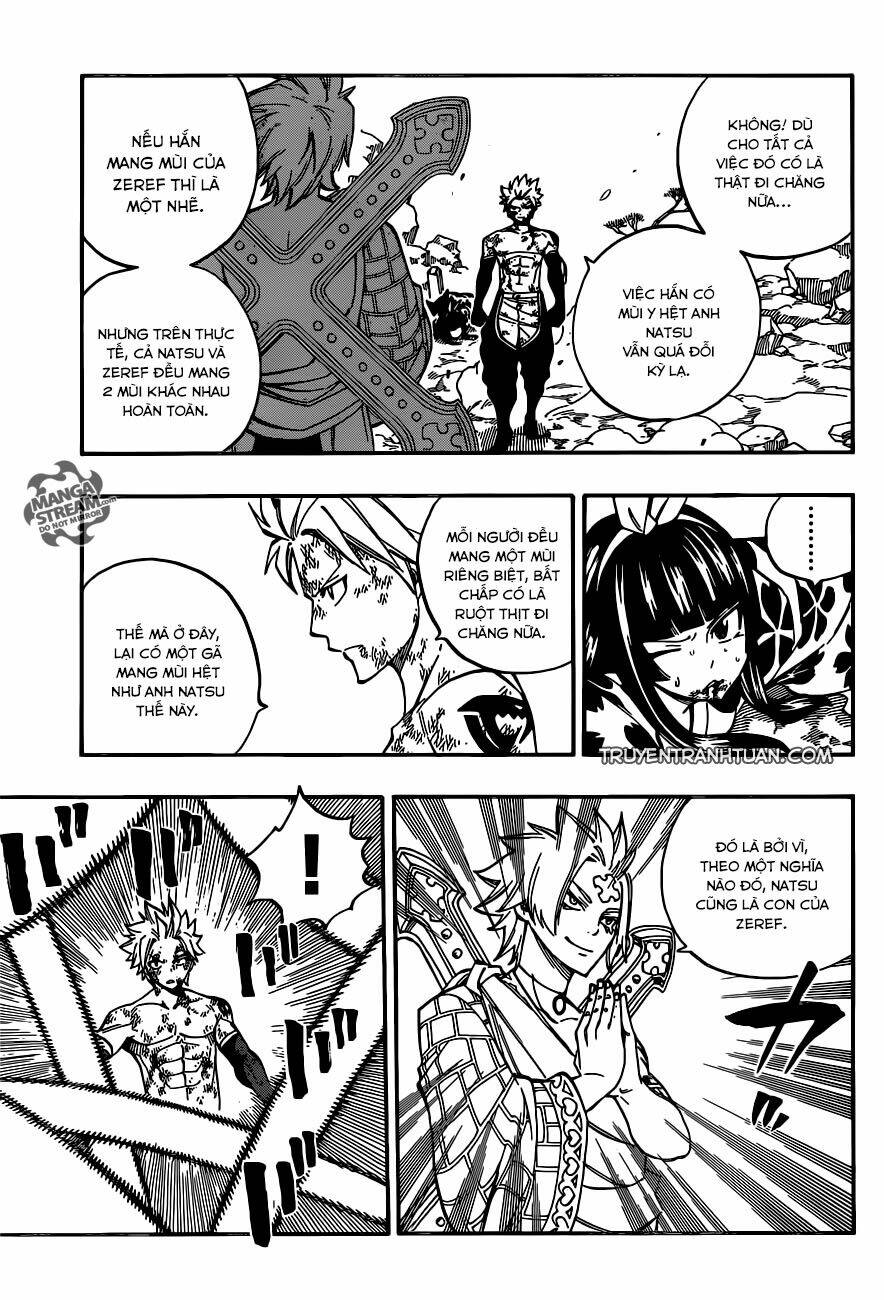 KHÔNG! DÙ
CHO TẤT CẢ
VIỆC ĐÓ CÓ LÀ
THẬT ĐI CHĂNG
NỮA...
VIỆC HẮN CÓ
MÙI Y HỆT ANH
NATSU
VẪN QUÁ ĐỖI
KỲ LẠ.
NẾU HẮN
MANG MÙI CỦA
ZEREF THÌ LÀ
MỘT NHẼ.
NHƯNG TRÊN THỰC
TẾ, CẢ NATSU VÀ
ZEREF ĐỀU MANG
2 MÙI KHÁC NHAU
HOÀN TOÀN.
MANGA
STREAM.com
DO NOT MIRROR!
........
MỖI NGƯỜI ĐỀU
MANG MỘT MÙI
RIÊNG BIỆT, BẤT
CHẤP CÓ LÀ
RUỘT THỊT ĐI
CHĂNG NỮA.
THẾ MÀ Ở ĐÂY,
LẠI CÓ MỘT GÃ
MANG MÙI HỆT
NHƯ ANH NATSU
THẾ NÀY.
TRUYENTRANHTUAN.COM
ĐÓ LÀ BỞI VÌ,
THEO MỘT NGHĨA
NÀO ĐÓ, NATSU
CŨNG LÀ CON CỦA
ZEREF.
カッ
!